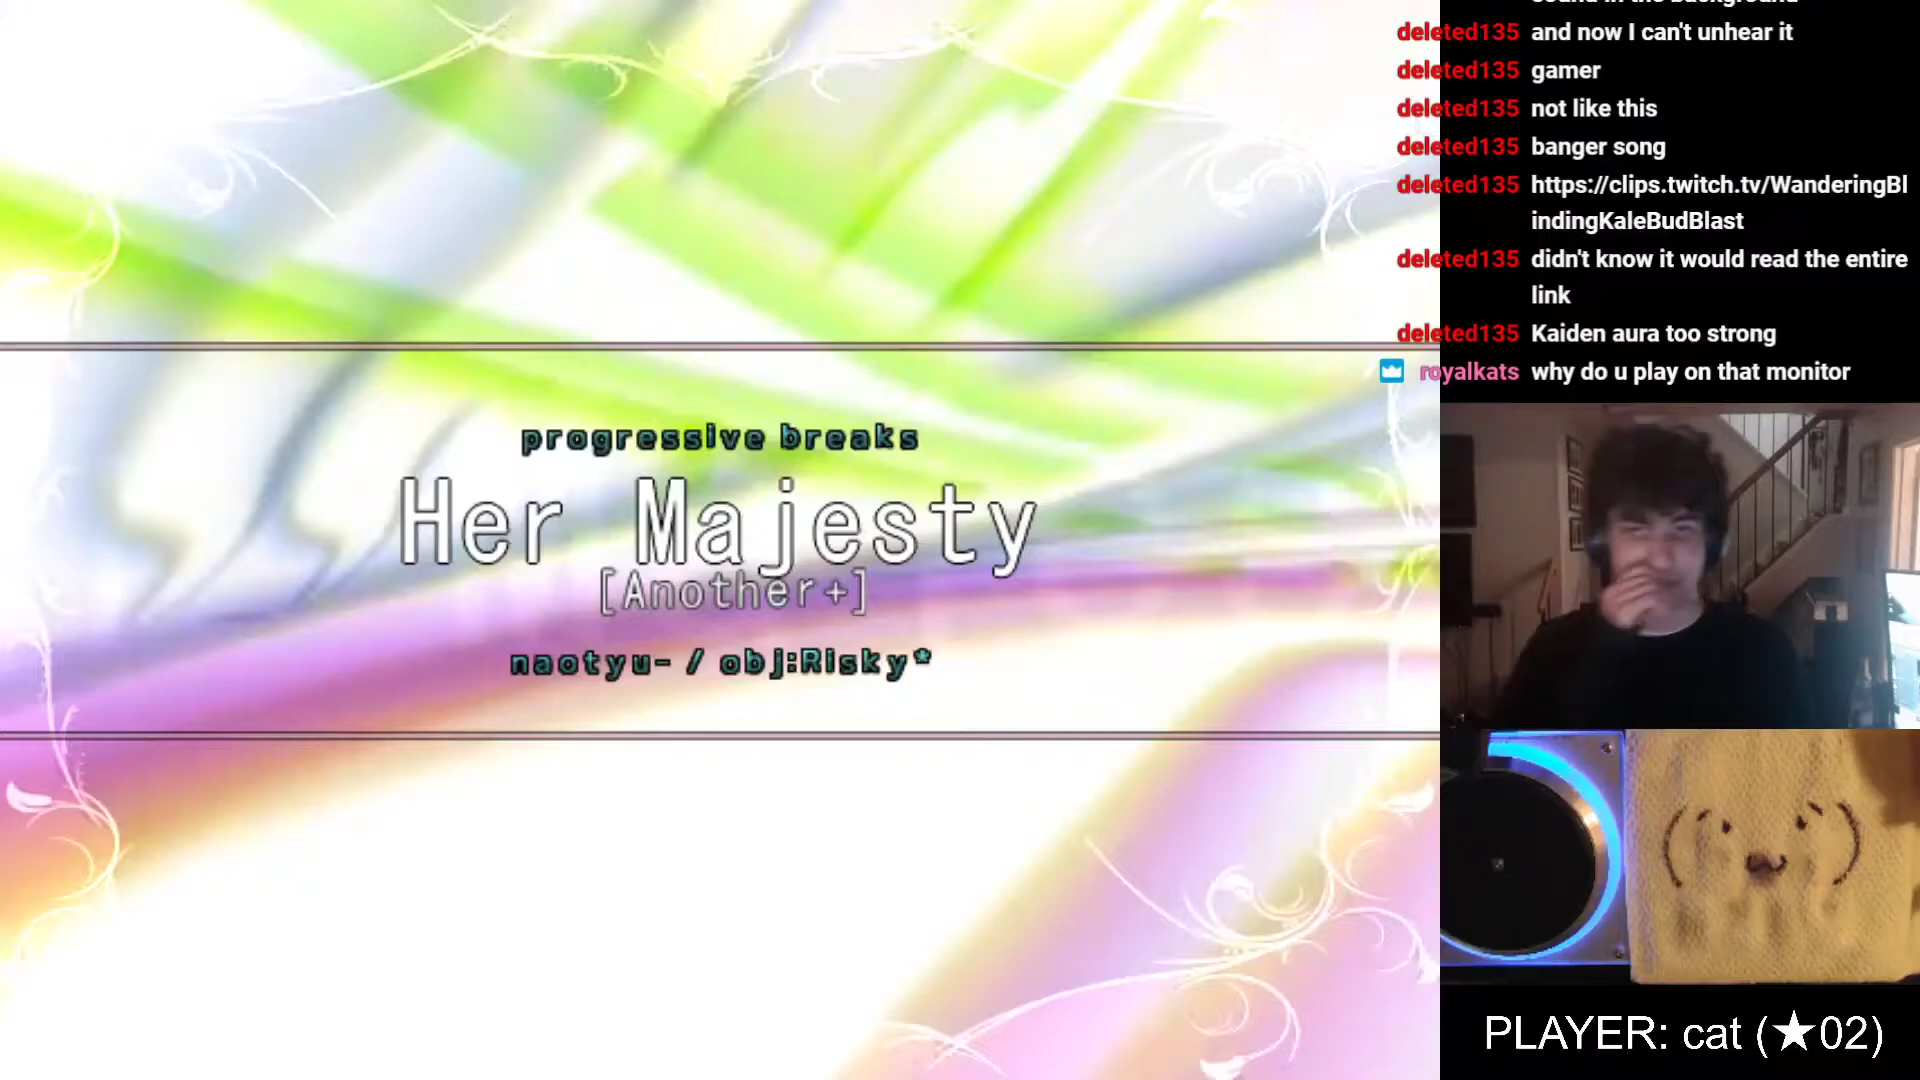 progressive breaks
Her Majesty
[Another+]
naotyu- / obj:Risky*
deleted135 and now I can't unhear it
deleted135 gamer
deleted135 not like this
deleted135 banger song
deleted135 https://clips.twitch.tv/WanderingBl
indingKaleBudBlast
deleted135 didn't know it would read the entire
link
deleted135 Kaiden aura too strong
royalkats why do u play on that monitor
PLAYER: cat (★02)